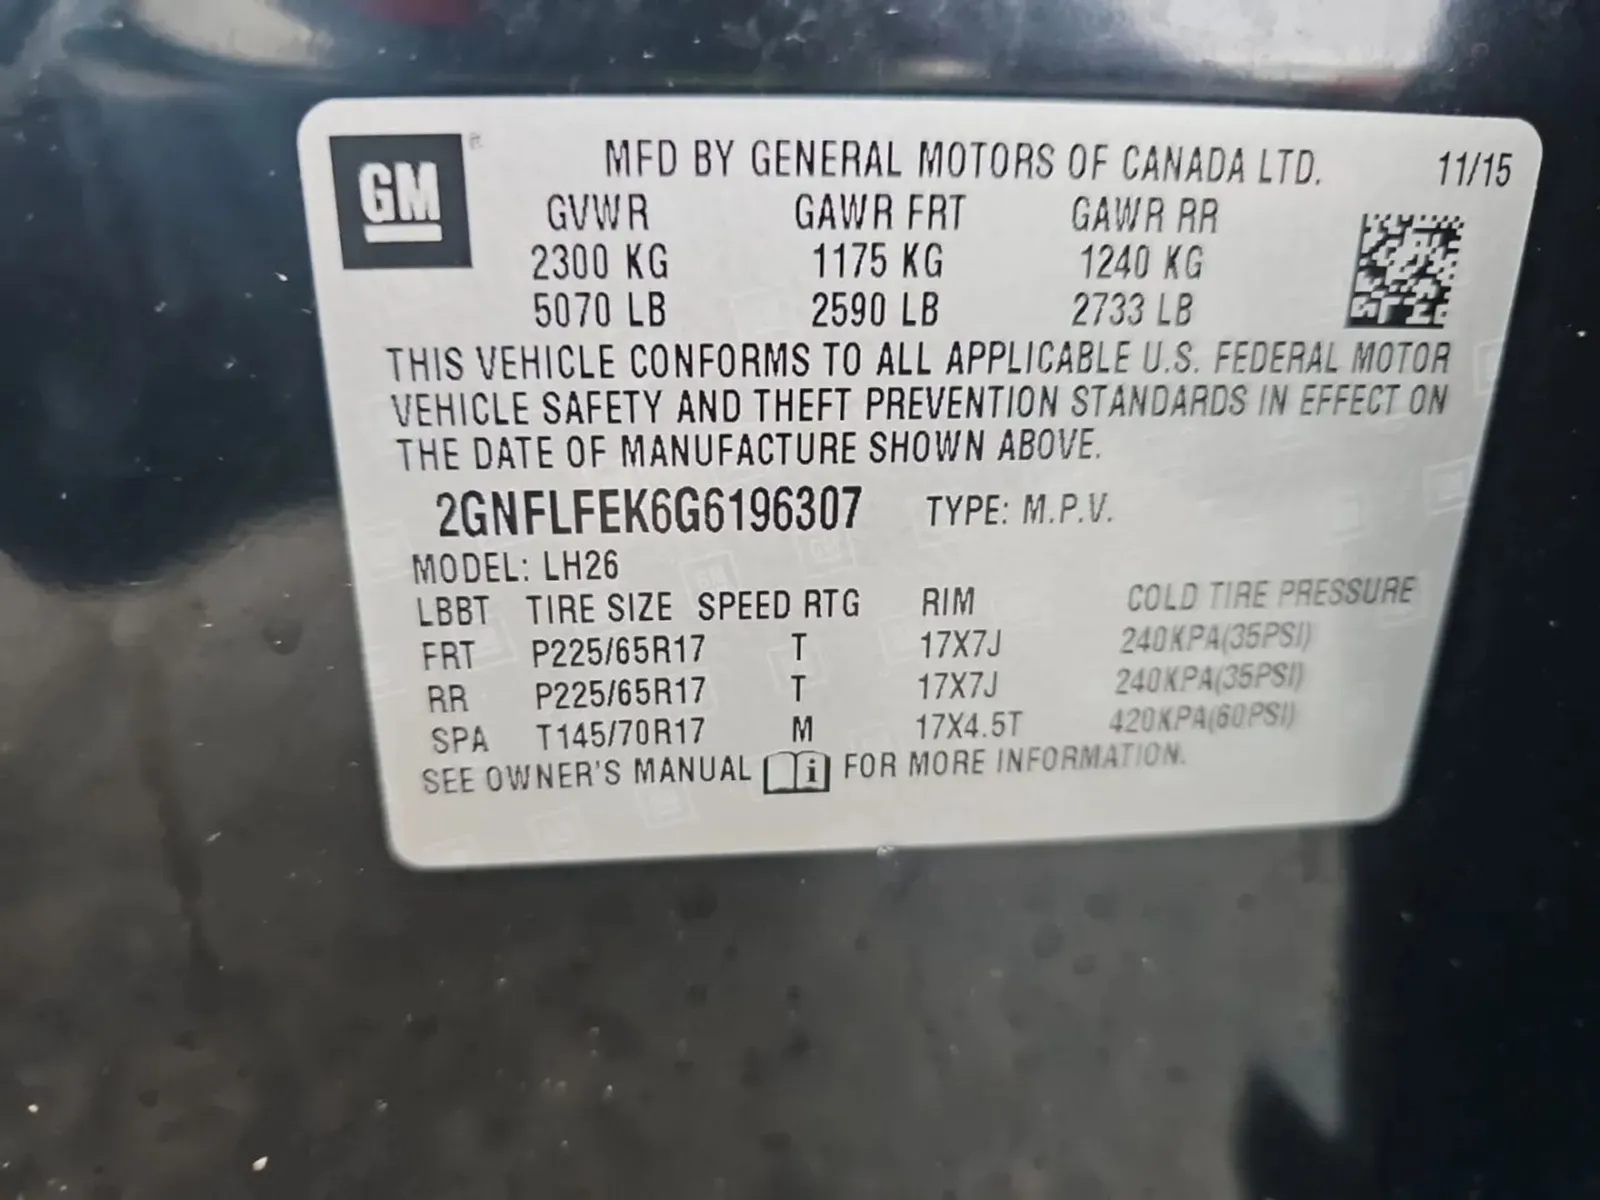 GM
MFD BY GENERAL MOTORS OF CANADA LTD. 11/15
GVWR GAWR FRT GAWR RR
2300 KG 1175 KG 1240 KG
5070 LB 2590 LB 2733 LB
THIS VEHICLE CONFORMS TO ALL APPLICABLE U.S. FEDERAL MOTOR
VEHICLE SAFETY AND THEFT PREVENTION STANDARDS IN EFFECT ON
THE DATE OF MANUFACTURE SHOWN ABOVE.
2GNFLFEK6G6196307 TYPE: M.P.V.
MODEL: LH26
LBBT TIRE SIZE SPEED RTG RIM COLD TIRE PRESSURE
FRT P225/65R17 T 17X7J 240KPA(35PSI)
RR P225/65R17 T 17X7J 240KPA(35PSI)
SPA T145/70R17 M 17X4.5T 420KPA(60PSI)
SEE OWNER'S MANUAL i FOR MORE INFORMATION.